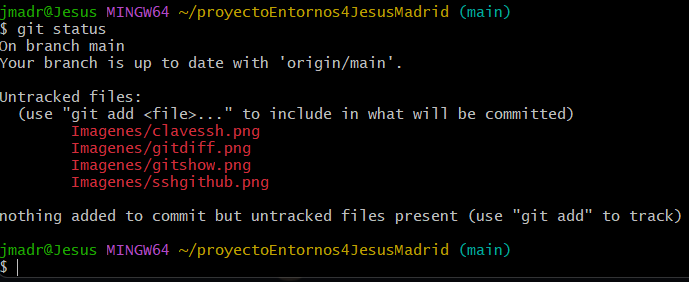 jmadr@Jesus MINGW64 ~/proyectoEntornos4JesusMadrid (main)
$ git status
On branch main
Your branch is up to date with 'origin/main'.
Untracked files:
(use "git add <file>..." to include in what will be committed)
Imagenes/clavessh.png
Imagenes/gitdiff.png
Imagenes/gitshow.png
Imagenes/sshgithub.png
nothing added to commit but untracked files present (use "git add" to track)
jmadr@Jesus MINGW64 ~/proyectoEntornos4JesusMadrid (main)
$